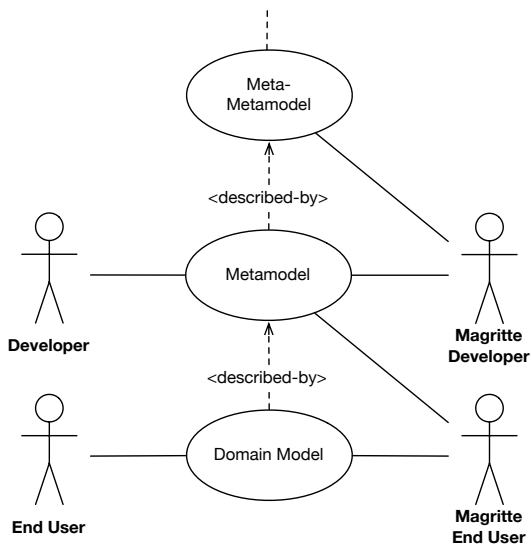 Meta-
Metamodel
<described-by>
Metamodel
Developer
Magritte
Developer
<described-by>
Domain Model
End User
Magritte
End User